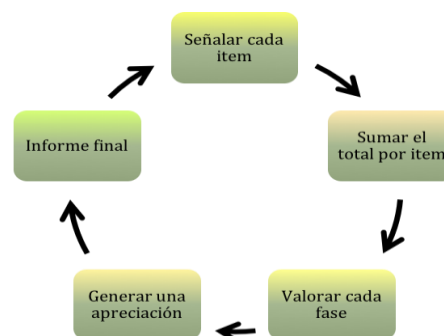 Señalar cada
item
Sumar el
total por item
Valorar cada
fase
Generar una
apreciación
Informe final